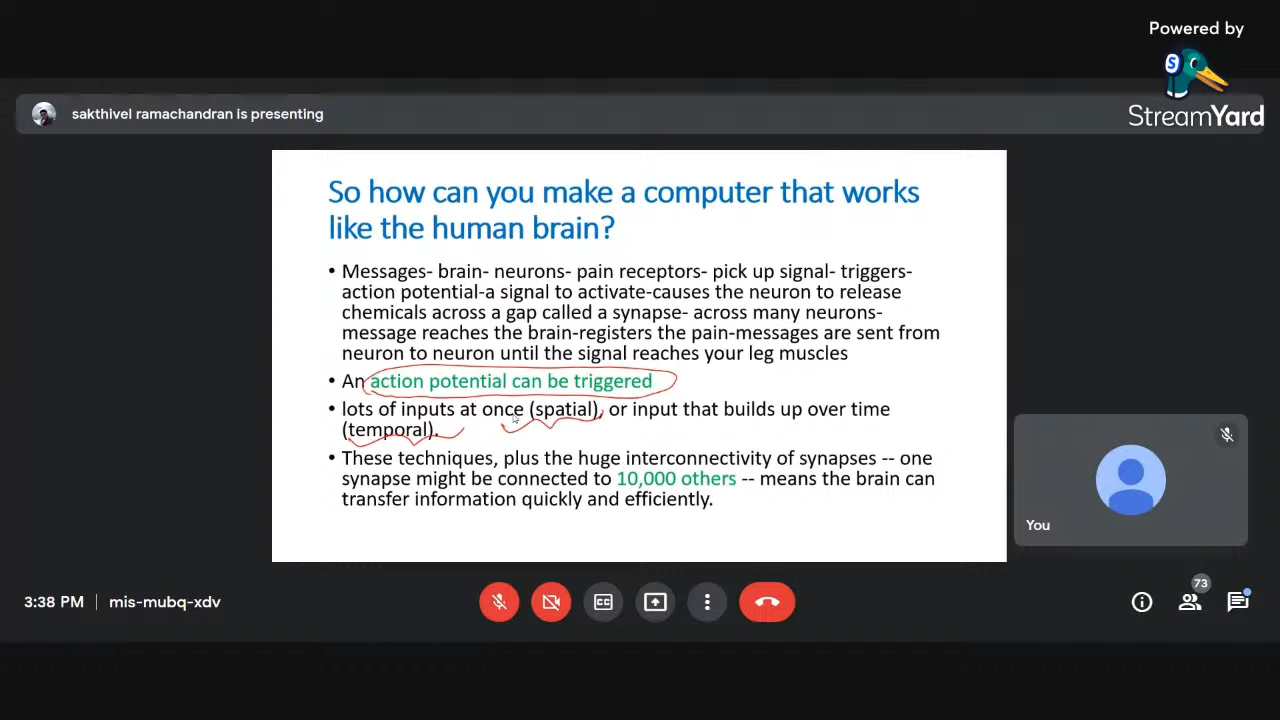 Powered by
S
StreamYard
sakthivel ramachandran is presenting
So how can you make a computer that works
like the human brain?
• Messages- brain- neurons- pain receptors- pick up signal- triggers-
action potential-a signal to activate-causes the neuron to release
chemicals across a gap called a synapse- across many neurons-
message reaches the brain-registers the pain-messages are sent from
neuron to neuron until the signal reaches your leg muscles
• An action potential can be triggered
• lots of inputs at once (spatial), or input that builds up over time
(temporal).
• These techniques, plus the huge interconnectivity of synapses -- one
synapse might be connected to 10,000 others -- means the brain can
transfer information quickly and efficiently.
You
3:38 PM | mis-mubq-xdv
CC
73